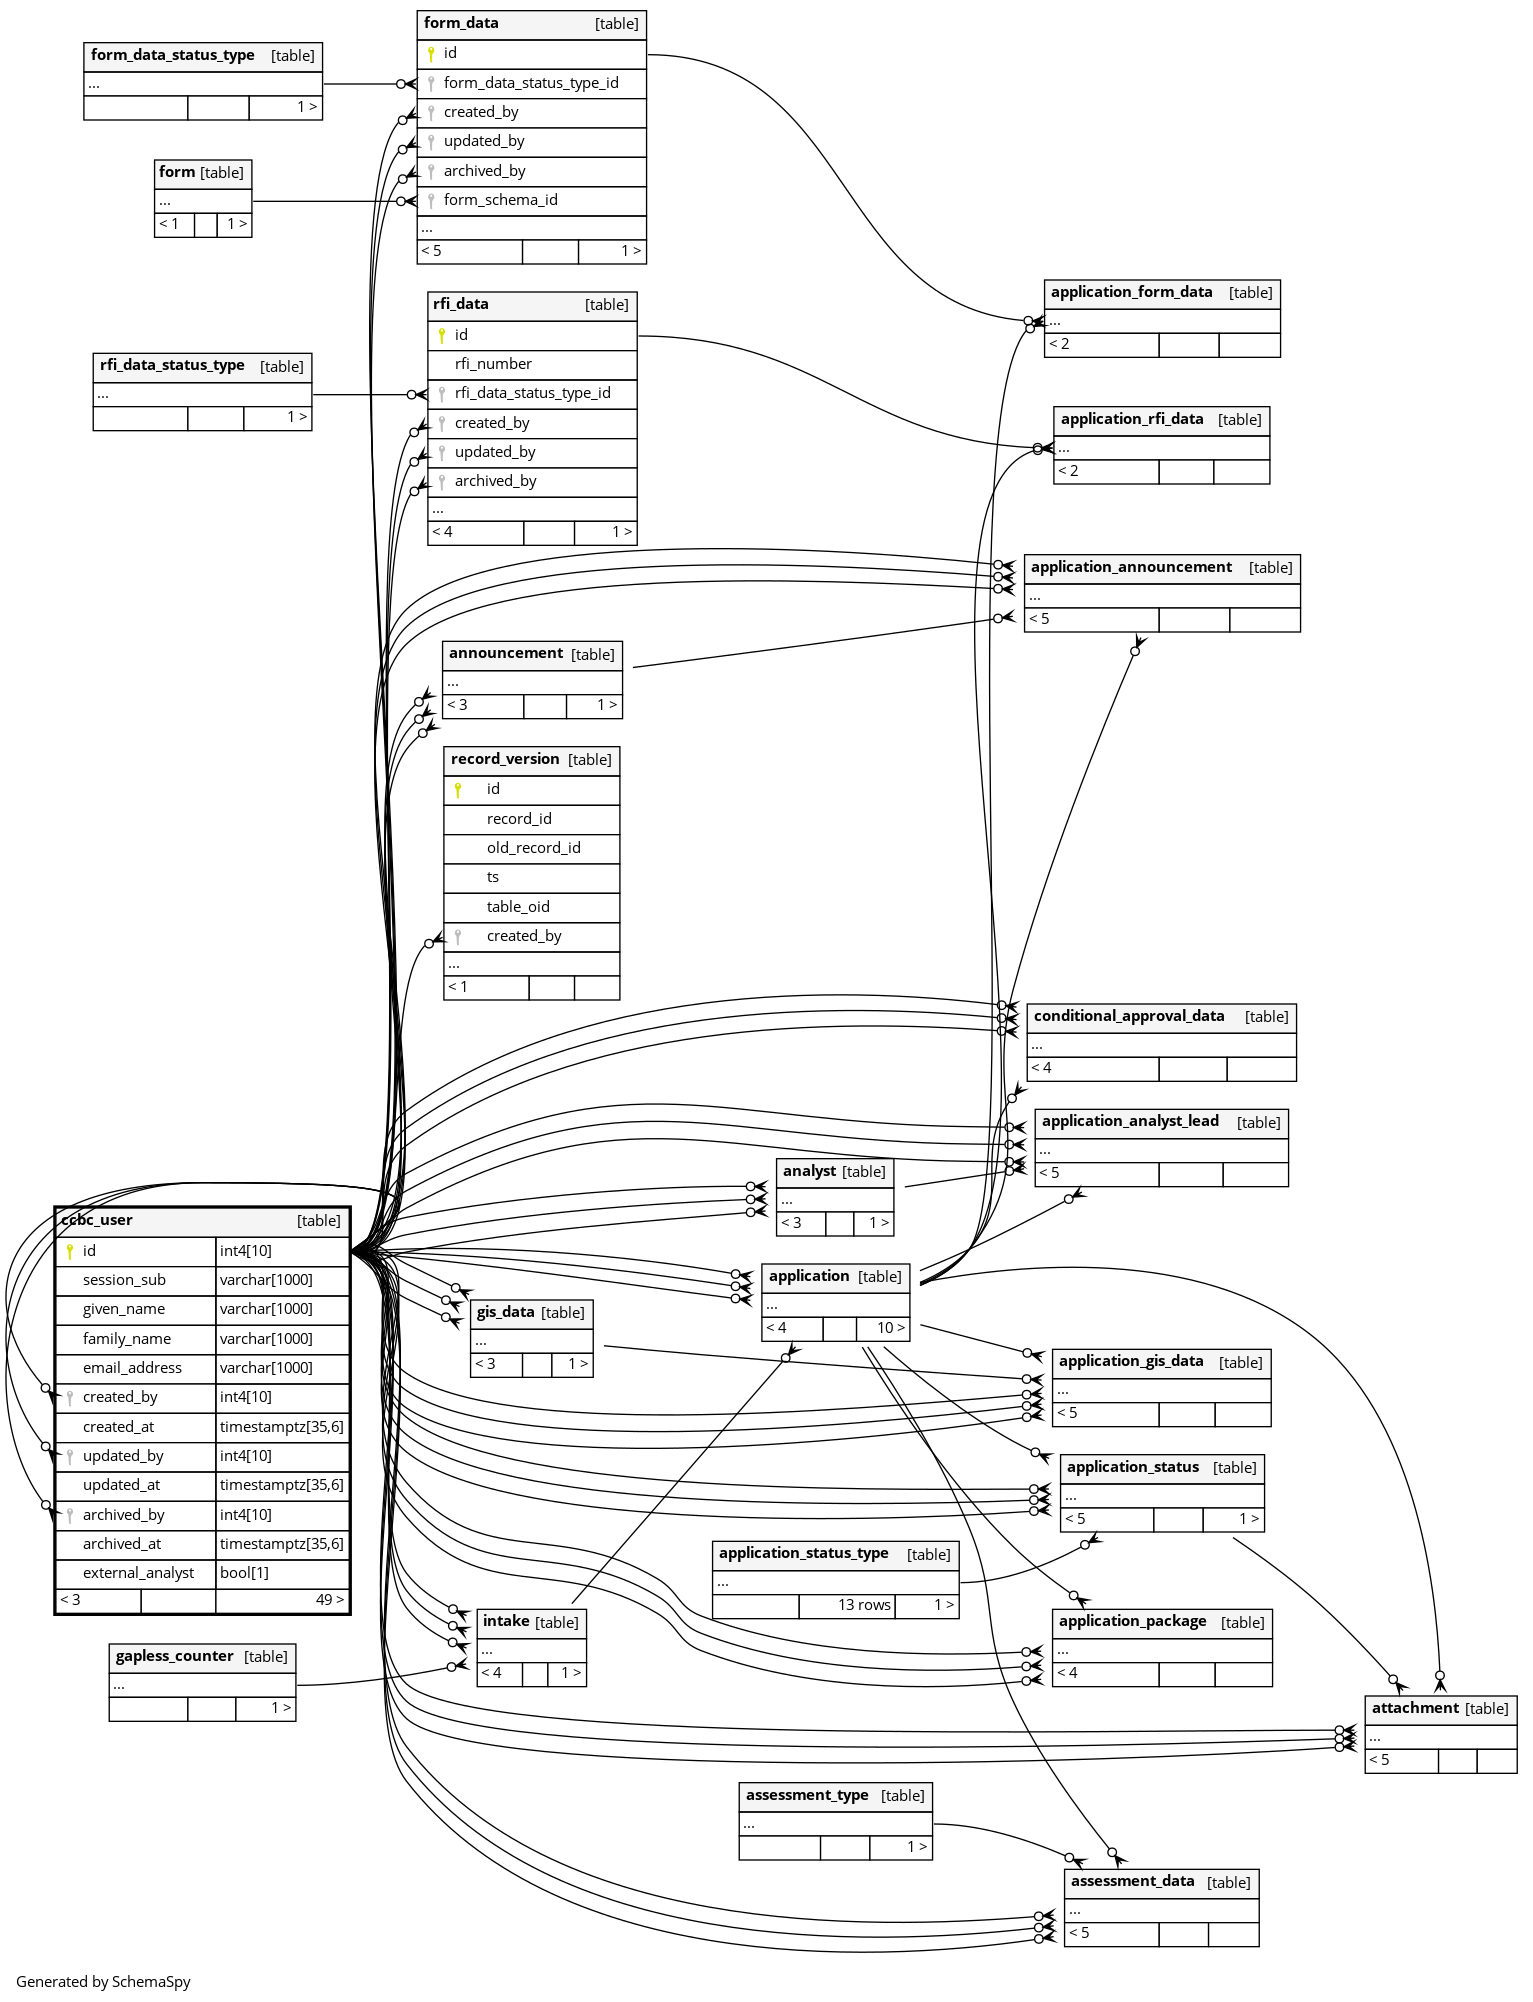 form_data [table]
id
form_data_status_type_id
created_by
updated_by
archived_by
form_schema_id
...
< 5 1 >
form_data_status_type [table]
...
1 >
form [table]
...
< 1 1 >
rfi_data [table]
id
rfi_number
rfi_data_status_type_id
created_by
updated_by
archived_by
...
< 4 1 >
rfi_data_status_type [table]
...
1 >
application_form_data [table]
...
< 2
application_rfi_data [table]
...
< 2
application_announcement [table]
...
< 5
announcement [table]
...
< 3 1 >
record_version [table]
id
record_id
old_record_id
ts
table_oid
created_by
...
< 1
conditional_approval_data [table]
...
< 4
application_analyst_lead [table]
...
< 5
analyst [table]
...
< 3 1 >
ccbc_user [table]
id int4[10]
session_sub varchar[1000]
given_name varchar[1000]
family_name varchar[1000]
email_address varchar[1000]
created_by int4[10]
created_at timestamptz[35,6]
updated_by int4[10]
updated_at timestamptz[35,6]
archived_by int4[10]
archived_at timestamptz[35,6]
external_analyst bool[1]
< 3 49 >
application [table]
...
< 4 10 >
gis_data [table]
...
< 3 1 >
application_gis_data [table]
...
< 5
application_status [table]
...
< 5 1 >
application_status_type [table]
...
13 rows 1 >
intake [table]
...
< 4 1 >
application_package [table]
...
< 4
gapless_counter [table]
...
1 >
attachment [table]
...
< 5
assessment_type [table]
...
1 >
assessment_data [table]
...
< 5
Generated by SchemaSpy